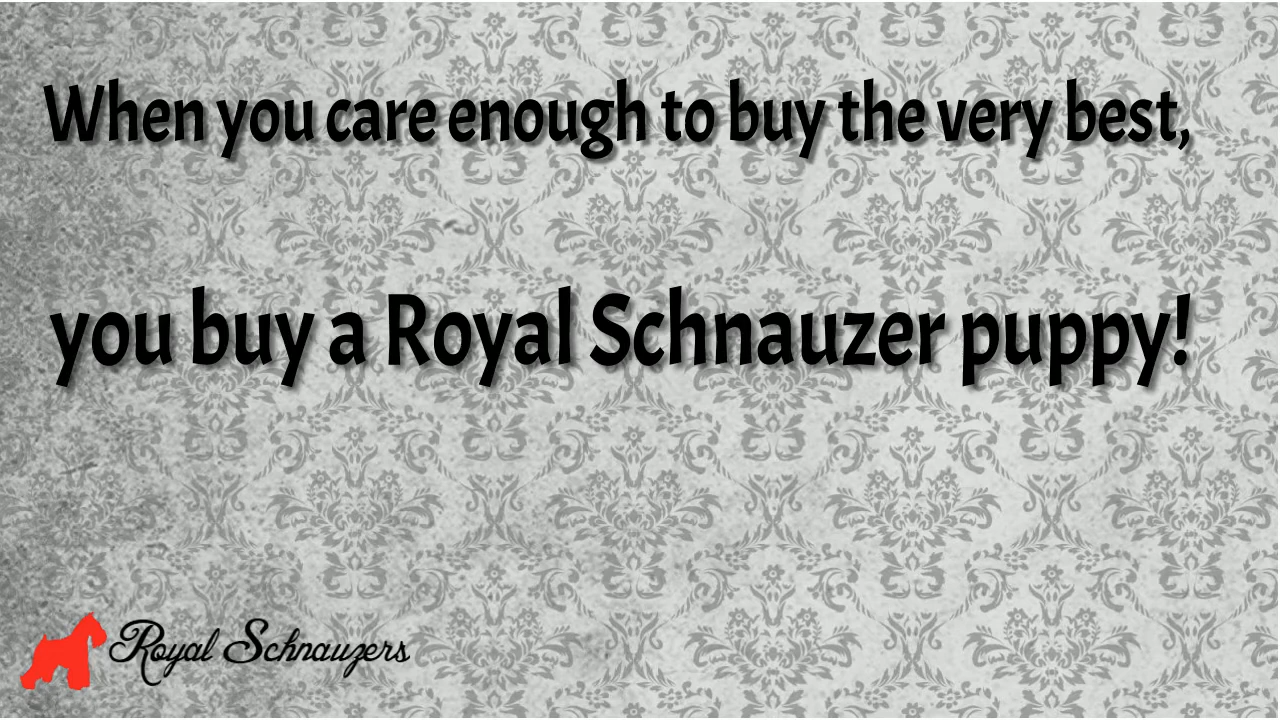 When you care enough to buy the very best,
you buy a Royal Schnauzer puppy!
Royal Schnauzers